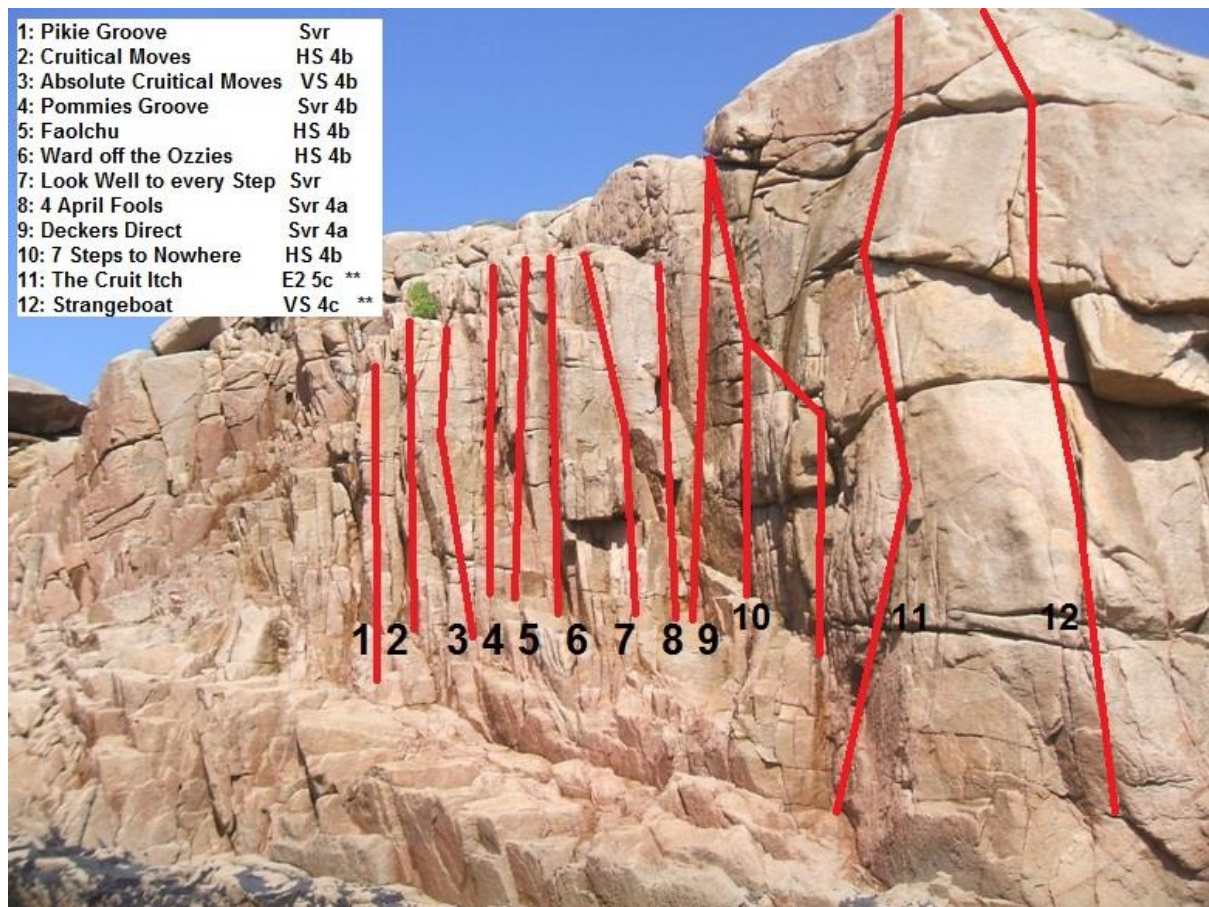 1: Pikie Groove Svr
2: Cruitical Moves HS 4b
3: Absolute Cruitical Moves VS 4b
4: Pommies Groove Svr 4b
5: Faolchu HS 4b
6: Ward off the Ozzies HS 4b
7: Look Well to every Step Svr
8: 4 April Fools Svr 4a
9: Deckers Direct Svr 4a
10: 7 Steps to Nowhere HS 4b
11: The Cruit Itch E2 5c **
12: Strangeboat VS 4c **
1 2 3 4 5 6 7 8 9 10 11 12